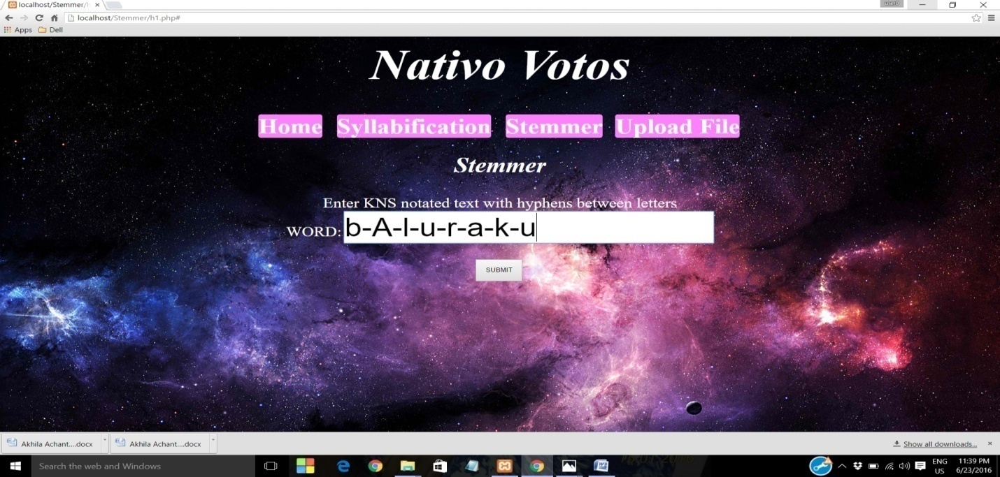 localhost/Stemmer/
user0
localhost/Stemmer/h1.php#
Apps Dell
Nativo Votos
Home Syllabification Stemmer Upload File
Stemmer
Enter KNS notated text with hyphens between letters
WORD: b-A-l-u-r-a-k-u
SUBMIT
Akhila Achant....docx Akhila Achant....docx Show all downloads...
Search the web and Windows
ENG 11:39 PM
US 6/23/2016